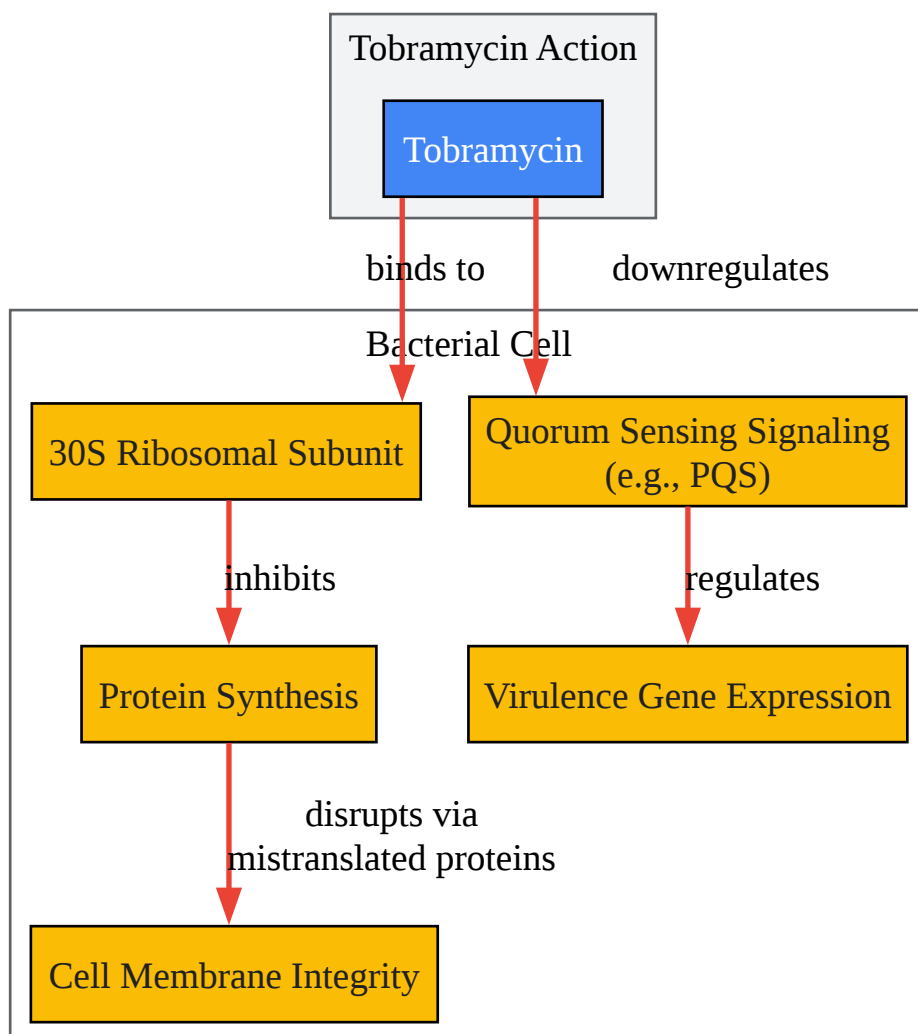 Tobramycin Action
Tobramycin
binds to
downregulates
Bacterial Cell
30S Ribosomal Subunit
Quorum Sensing Signaling
(e.g., PQS)
inhibits
regulates
Protein Synthesis
Virulence Gene Expression
disrupts via
mistranslated proteins
Cell Membrane Integrity